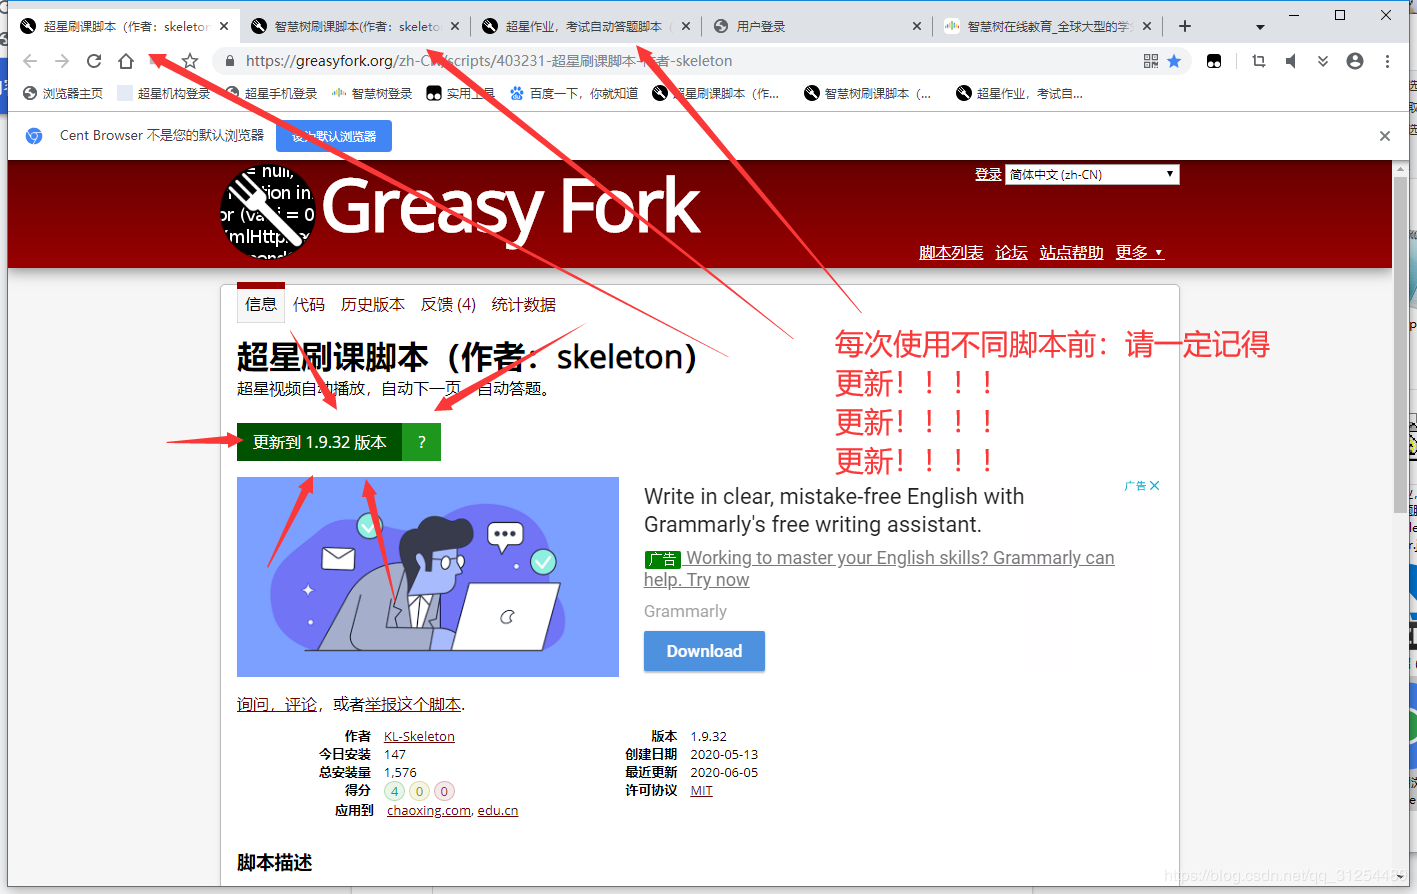 超星刷课脚本（作者：skeleton
智慧树刷课脚本(作者：skeleto
超星作业，考试自动答题脚本
用户登录
智慧树在线教育_全球大型的学
https://greasyfork.org/zh-CN/scripts/403231-超星刷课脚本-作者-skeleton
浏览器主页
超星机构登录
超星手机登录
智慧树登录
实用工具
百度一下，你就知道
超星刷课脚本（作...
智慧树刷课脚本（...
超星作业，考试自...
Cent Browser 不是您的默认浏览器
设为默认浏览器
Greasy Fork
登录
简体中文 (zh-CN)
脚本列表 论坛 站点帮助 更多
信息 代码 历史版本 反馈 (4) 统计数据
超星刷课脚本（作者：skeleton）
超星视频自动播放，自动下一页，自动答题。
每次使用不同脚本前：请一定记得
更新！！！！
更新！！！！
更新！！！！
更新到 1.9.32 版本 ?
广告
Write in clear, mistake-free English with
Grammarly's free writing assistant.
广告 Working to master your English skills? Grammarly can
help. Try now
Grammarly
Download
询问，评论，或者举报这个脚本.
作者 KL-Skeleton
今日安装 147
总安装量 1,576
得分 4 0 0
应用到 chaoxing.com, edu.cn
版本 1.9.32
创建日期 2020-05-13
最近更新 2020-06-05
许可协议 MIT
脚本描述